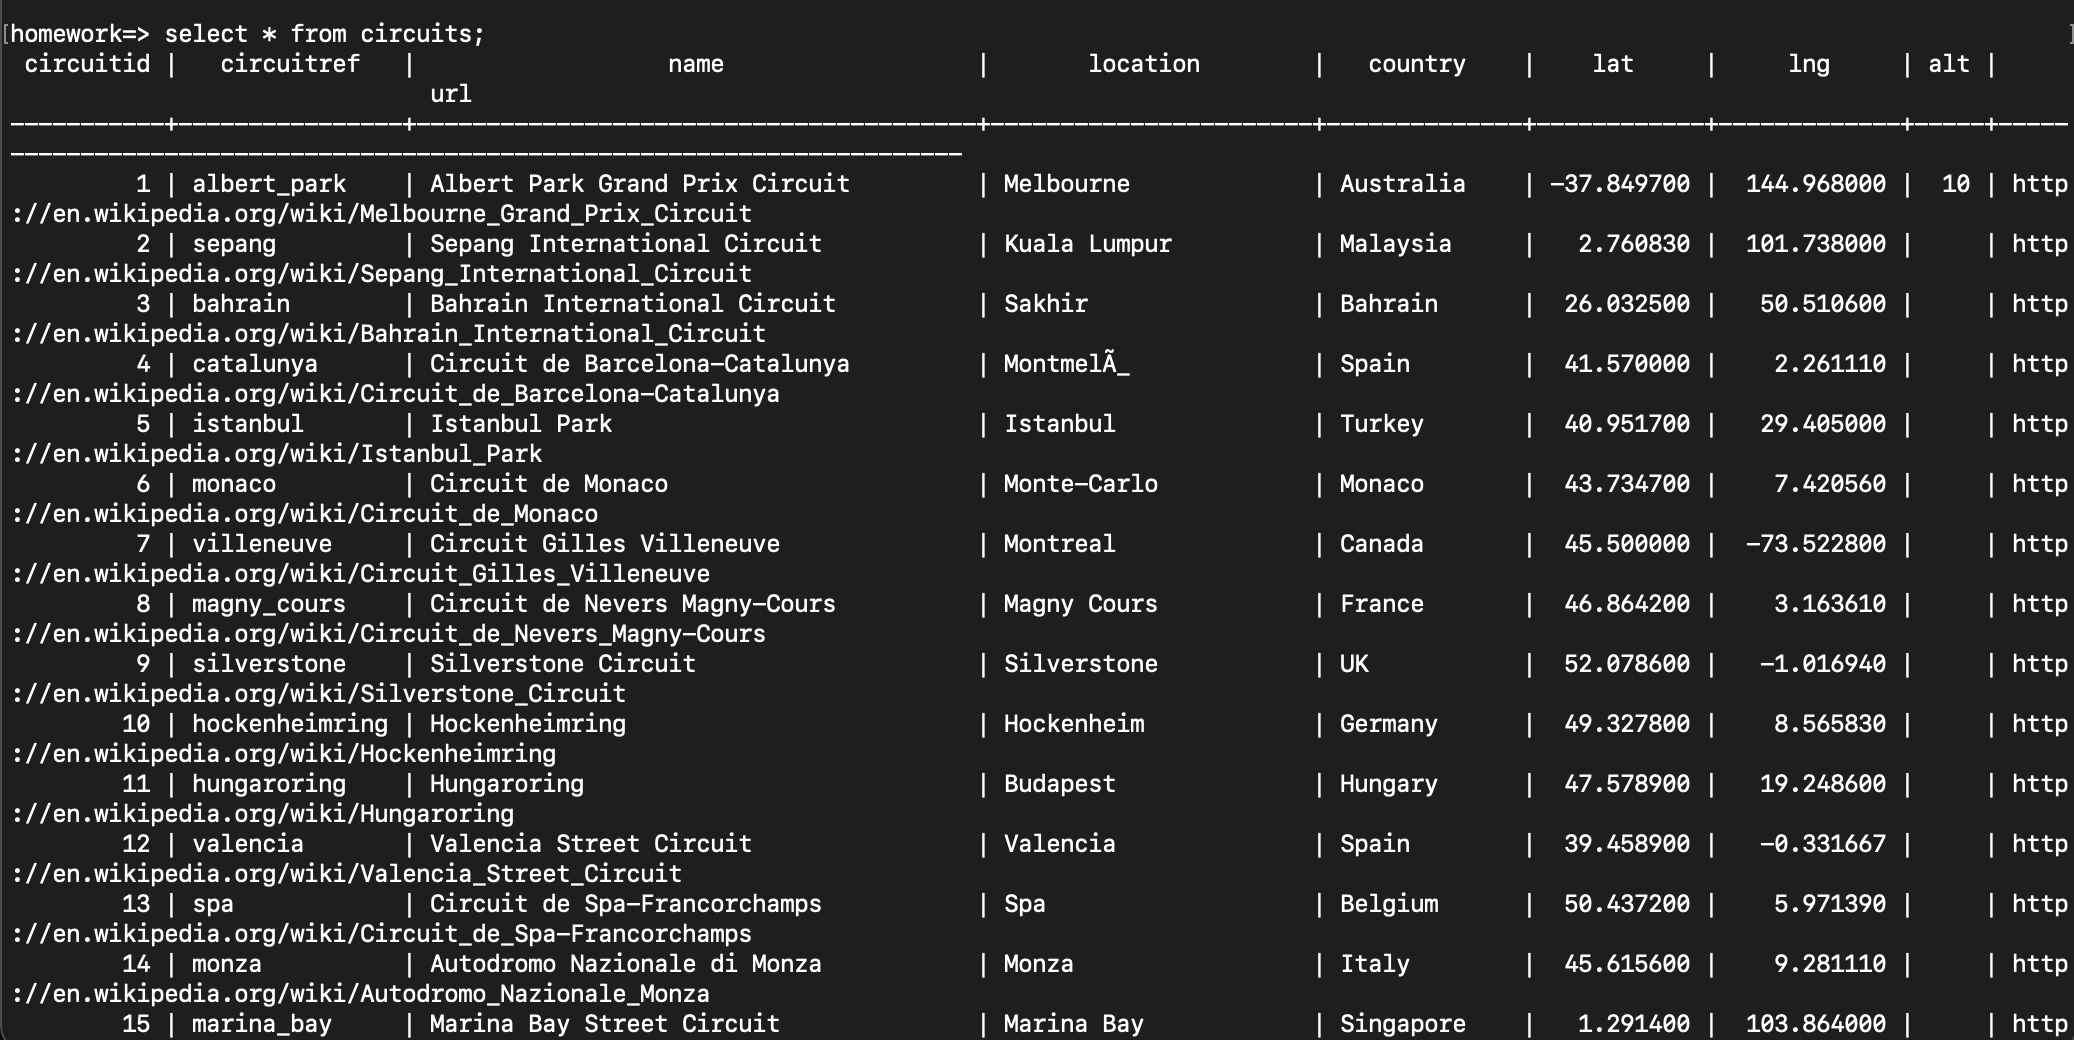 homework=> select * from circuits;
 circuitid |   circuitref   |                  name                  |       location        |   country    |    lat     |     lng      | alt |
                              url
-----------+----------------+----------------------------------------+-----------------------+--------------+------------+-------------+-----+-----
--------------------------------------------------------------------
         1 | albert_park    | Albert Park Grand Prix Circuit         | Melbourne             | Australia    | -37.849700 |  144.968000 |  10 | http
://en.wikipedia.org/wiki/Melbourne_Grand_Prix_Circuit
         2 | sepang         | Sepang International Circuit           | Kuala Lumpur          | Malaysia     |   2.760830 |  101.738000 |     | http
://en.wikipedia.org/wiki/Sepang_International_Circuit
         3 | bahrain        | Bahrain International Circuit          | Sakhir                | Bahrain      |  26.032500 |   50.510600 |     | http
://en.wikipedia.org/wiki/Bahrain_International_Circuit
         4 | catalunya      | Circuit de Barcelona-Catalunya         | MontmelÃ_             | Spain        |  41.570000 |    2.261110 |     | http
://en.wikipedia.org/wiki/Circuit_de_Barcelona-Catalunya
         5 | istanbul       | Istanbul Park                          | Istanbul              | Turkey       |  40.951700 |   29.405000 |     | http
://en.wikipedia.org/wiki/Istanbul_Park
         6 | monaco         | Circuit de Monaco                      | Monte-Carlo           | Monaco       |  43.734700 |    7.420560 |     | http
://en.wikipedia.org/wiki/Circuit_de_Monaco
         7 | villeneuve     | Circuit Gilles Villeneuve              | Montreal              | Canada       |  45.500000 |  -73.522800 |     | http
://en.wikipedia.org/wiki/Circuit_Gilles_Villeneuve
         8 | magny_cours    | Circuit de Nevers Magny-Cours          | Magny Cours           | France       |  46.864200 |    3.163610 |     | http
://en.wikipedia.org/wiki/Circuit_de_Nevers_Magny-Cours
         9 | silverstone    | Silverstone Circuit                    | Silverstone           | UK           |  52.078600 |   -1.016940 |     | http
://en.wikipedia.org/wiki/Silverstone_Circuit
        10 | hockenheimring | Hockenheimring                         | Hockenheim            | Germany      |  49.327800 |    8.565830 |     | http
://en.wikipedia.org/wiki/Hockenheimring
        11 | hungaroring    | Hungaroring                            | Budapest              | Hungary      |  47.578900 |   19.248600 |     | http
://en.wikipedia.org/wiki/Hungaroring
        12 | valencia       | Valencia Street Circuit                | Valencia              | Spain        |  39.458900 |   -0.331667 |     | http
://en.wikipedia.org/wiki/Valencia_Street_Circuit
        13 | spa            | Circuit de Spa-Francorchamps           | Spa                   | Belgium      |  50.437200 |    5.971390 |     | http
://en.wikipedia.org/wiki/Circuit_de_Spa-Francorchamps
        14 | monza          | Autodromo Nazionale di Monza           | Monza                 | Italy        |  45.615600 |    9.281110 |     | http
://en.wikipedia.org/wiki/Autodromo_Nazionale_Monza
        15 | marina_bay     | Marina Bay Street Circuit              | Marina Bay            | Singapore    |   1.291400 |  103.864000 |     | http